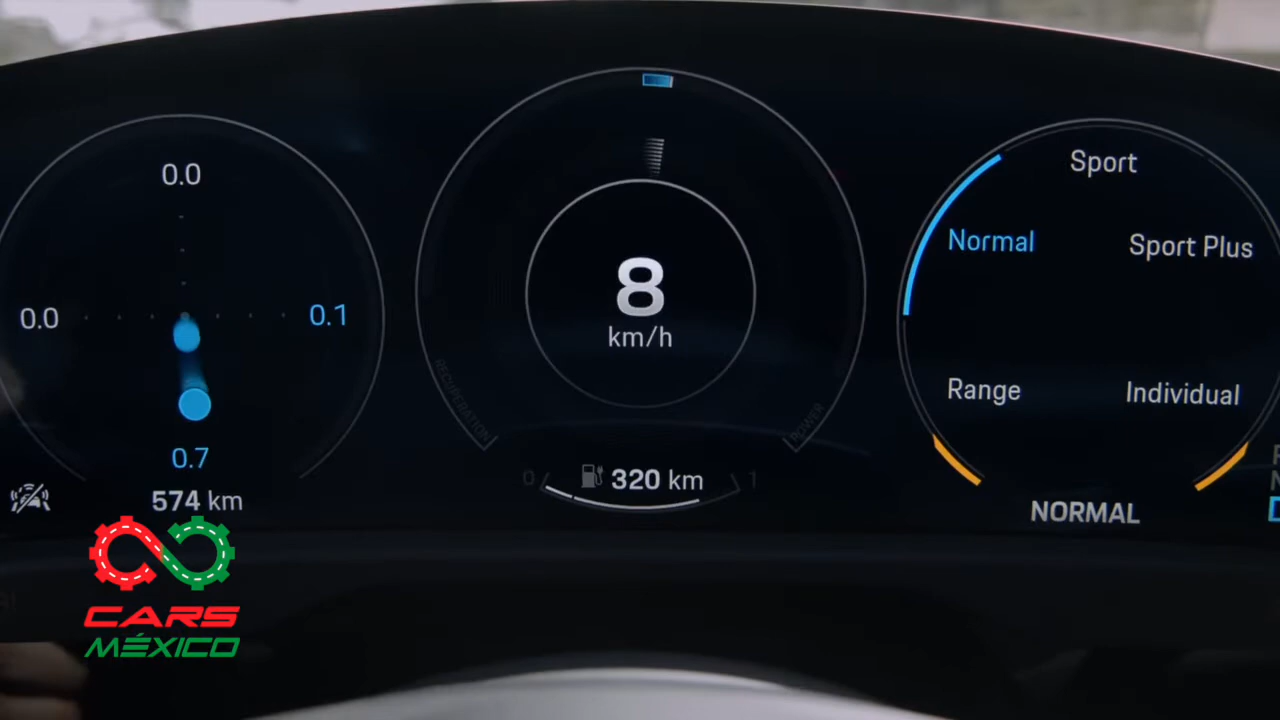 0.0
0.0
0.1
0.7
574 km
RECUPERATION
8
km/h
POWER
0
320 km
1
Sport
Normal
Sport Plus
Range
Individual
NORMAL
D
CARS
MÉXICO